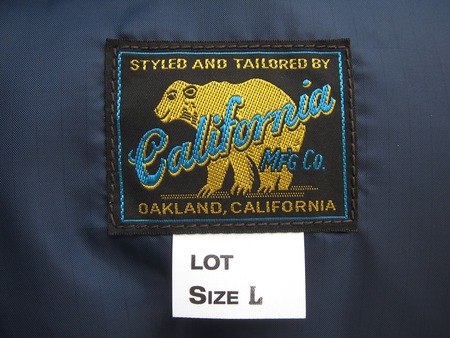 STYLED AND TAILORED BY
California
MFG Co.
OAKLAND, CALIFORNIA
LOT
SIZE L